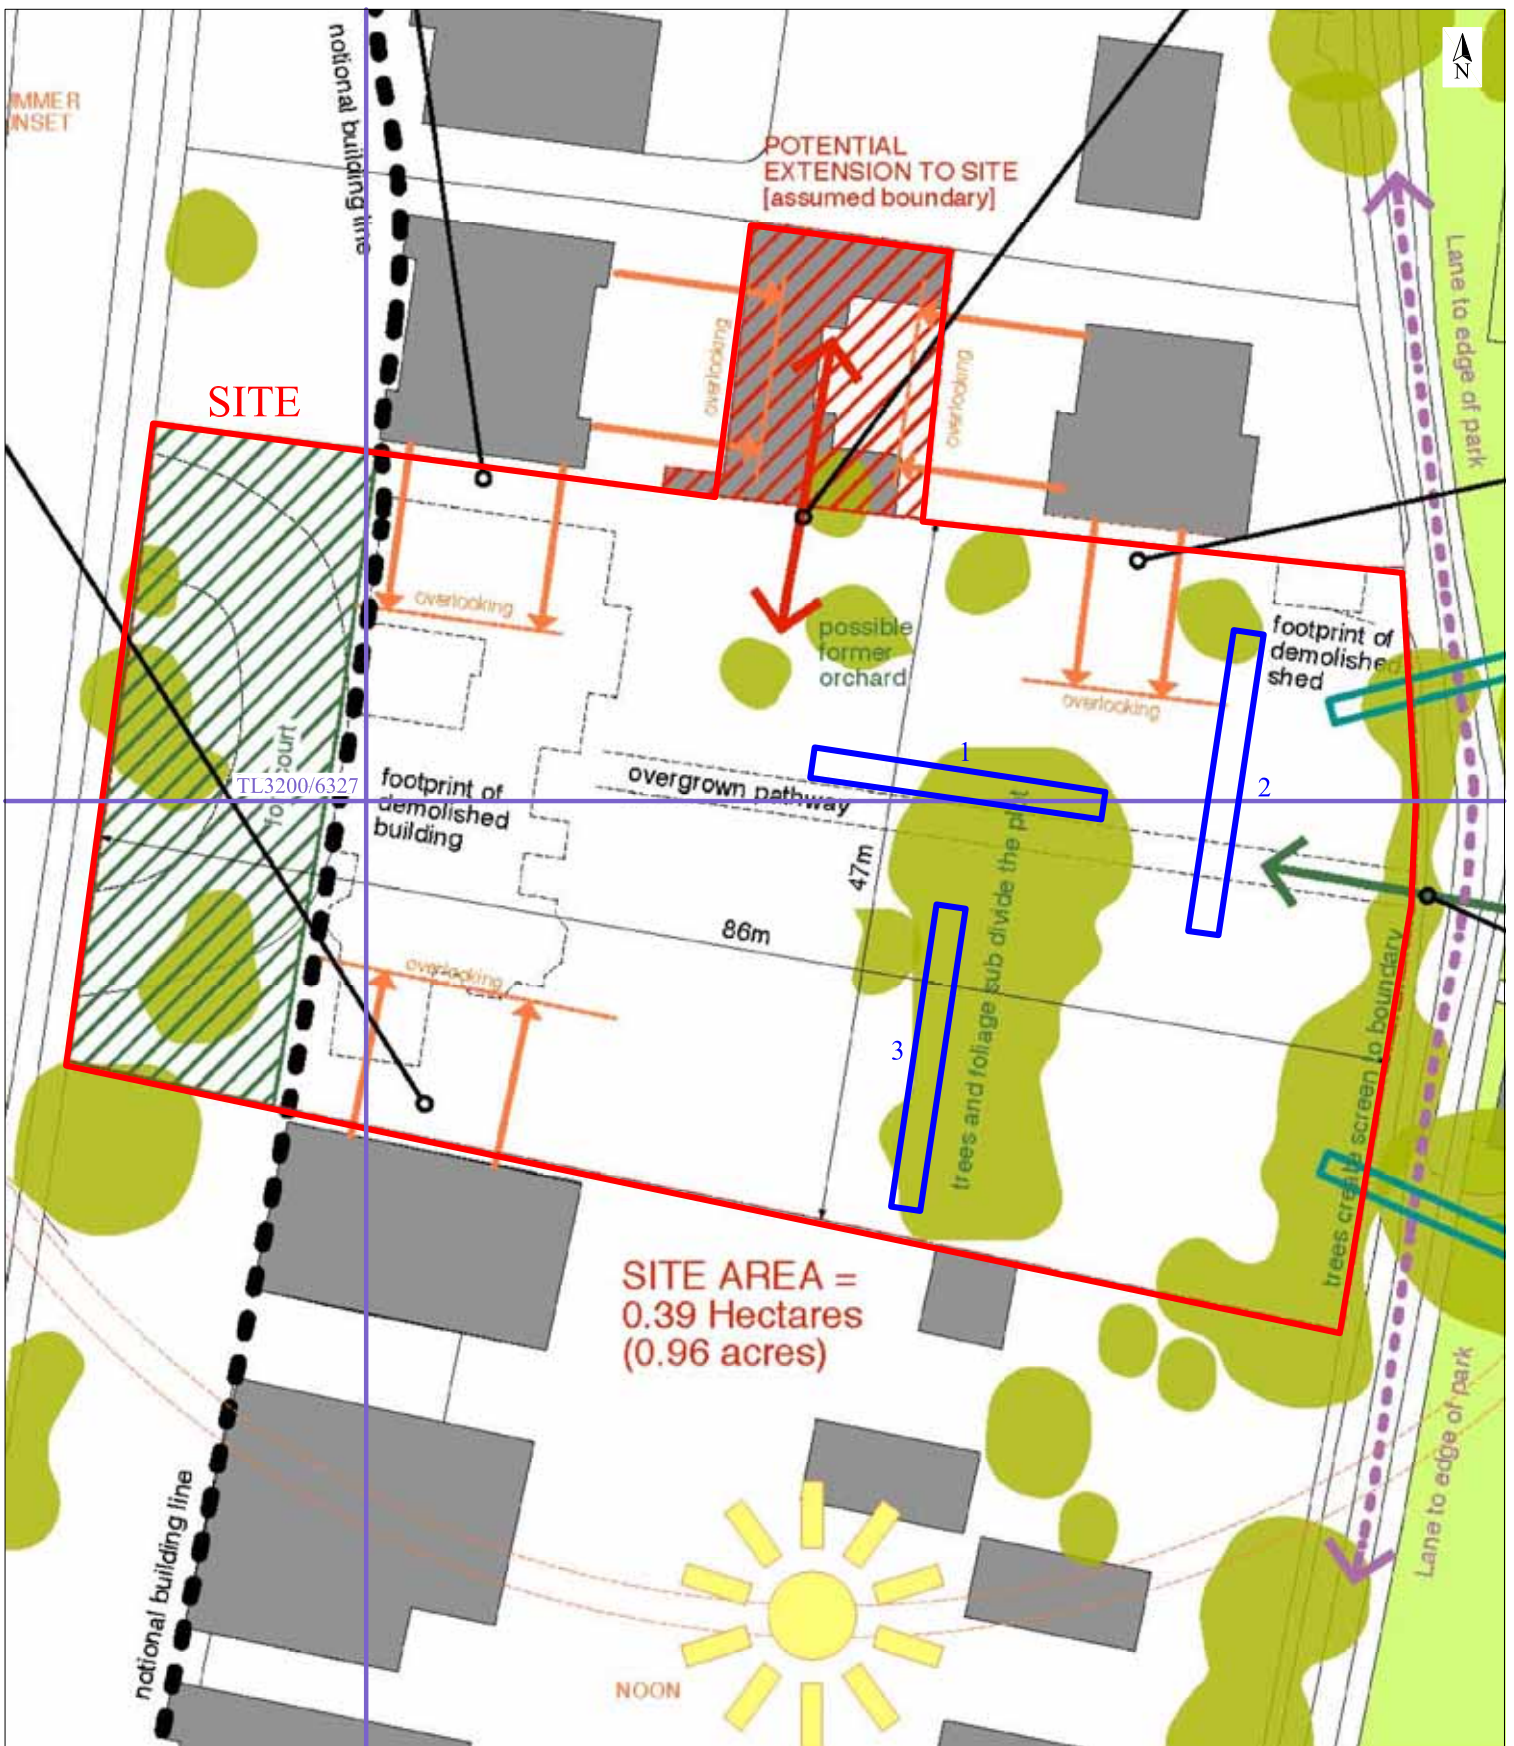 N
notional building line
MMER
NSET
POTENTIAL
EXTENSION TO SITE
[assumed boundary]
Lane to edge of park
overlooking
overlooking
SITE
overlooking
possible
former
orchard
footprint of
demolished
shed
overlooking
1
2
TL3200/6327
footprint of
demolished
building
overgrown pathway
47m
86m
trees and foliage sub divide the plot
overlooking
3
trees create screen to boundary
SITE AREA =
0.39 Hectares
(0.96 acres)
Lane to edge of park
notional building line
NOON